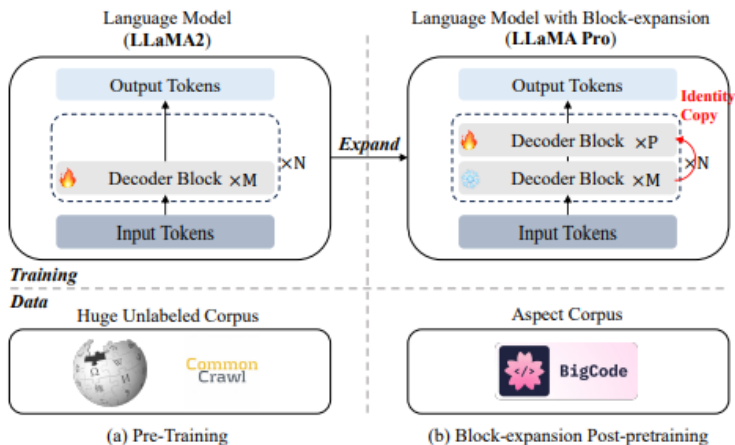 Language Model
(LLaMA2)
Output Tokens
Decoder Block ×M
×N
Input Tokens
Expand
Language Model with Block-expansion
(LLaMA Pro)
Output Tokens
Identity
Copy
Decoder Block ×P
Decoder Block ×M
×N
Input Tokens
Training
Data
Huge Unlabeled Corpus
Common
Crawl
Aspect Corpus
</>
BigCode
(a) Pre-Training
(b) Block-expansion Post-pretraining